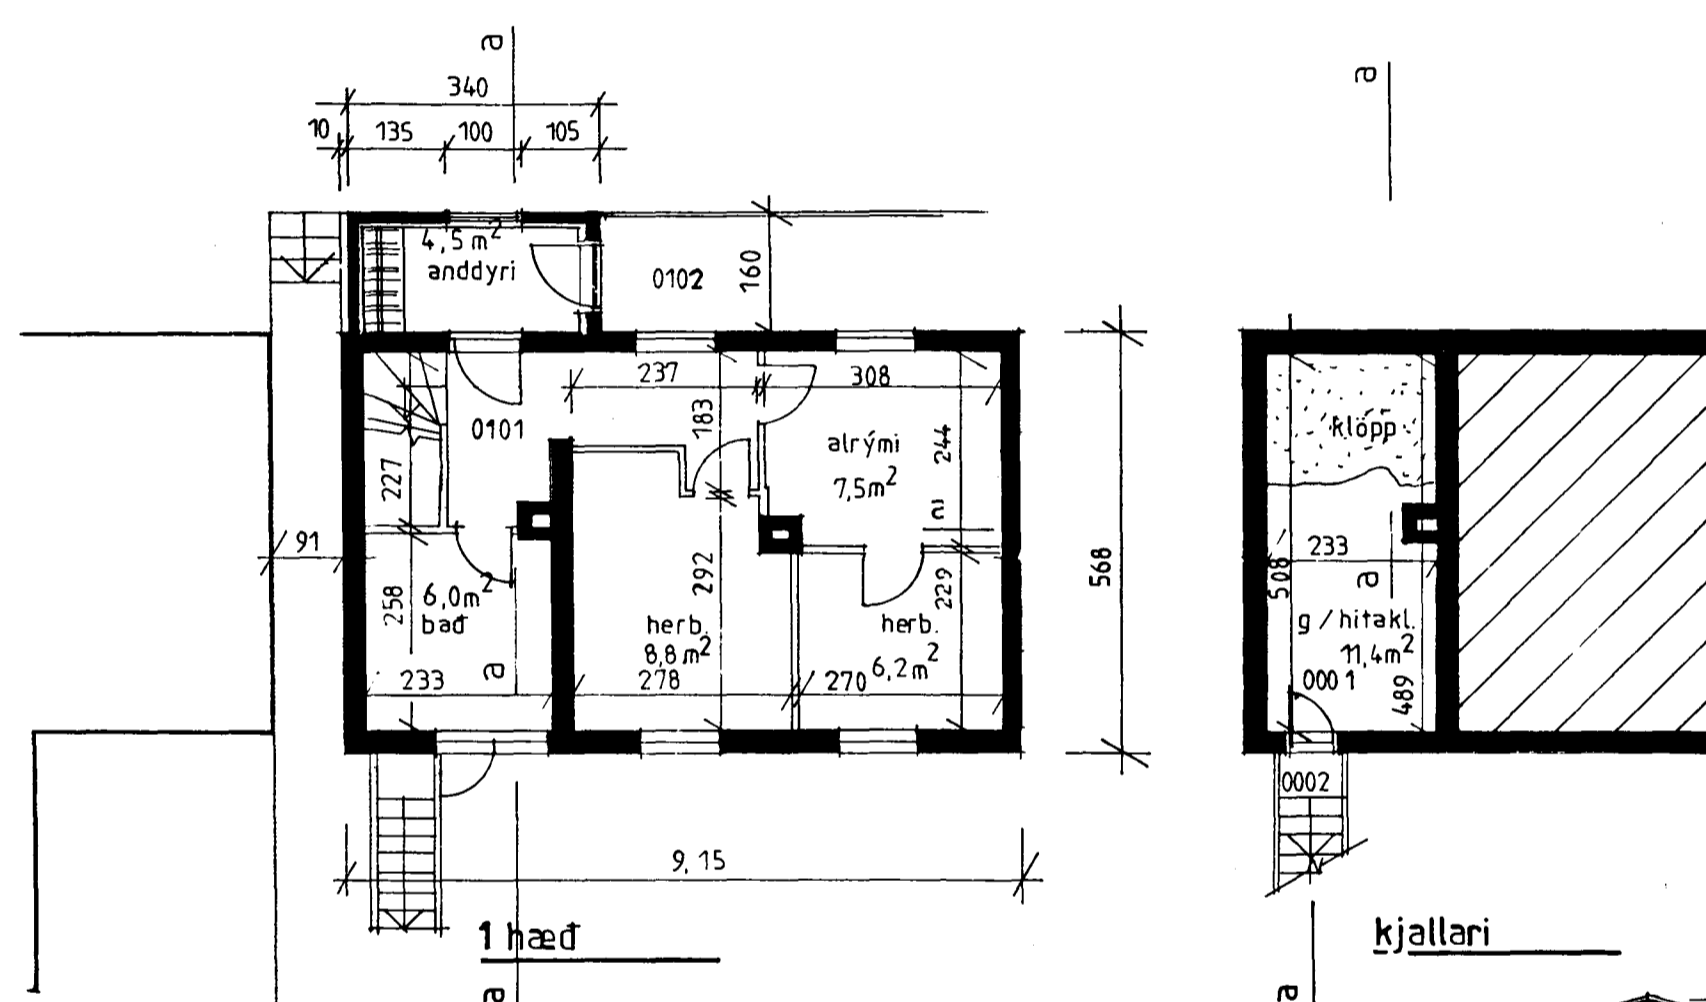 a
a
340
10
135
100
105
4,5 m²
anddyri
0102
160
237
308
0101
183
alrými
7,5m²
244
klöpp
227
91
292
229
568
508
233
a
258
6,0m²
bað
herb.
8,8 m²
herb.
6,2 m²
g / hitakl.
11,4m²
0001
489
233
a
278
270
0002
9,15
1 hæð
kjallari
a
a